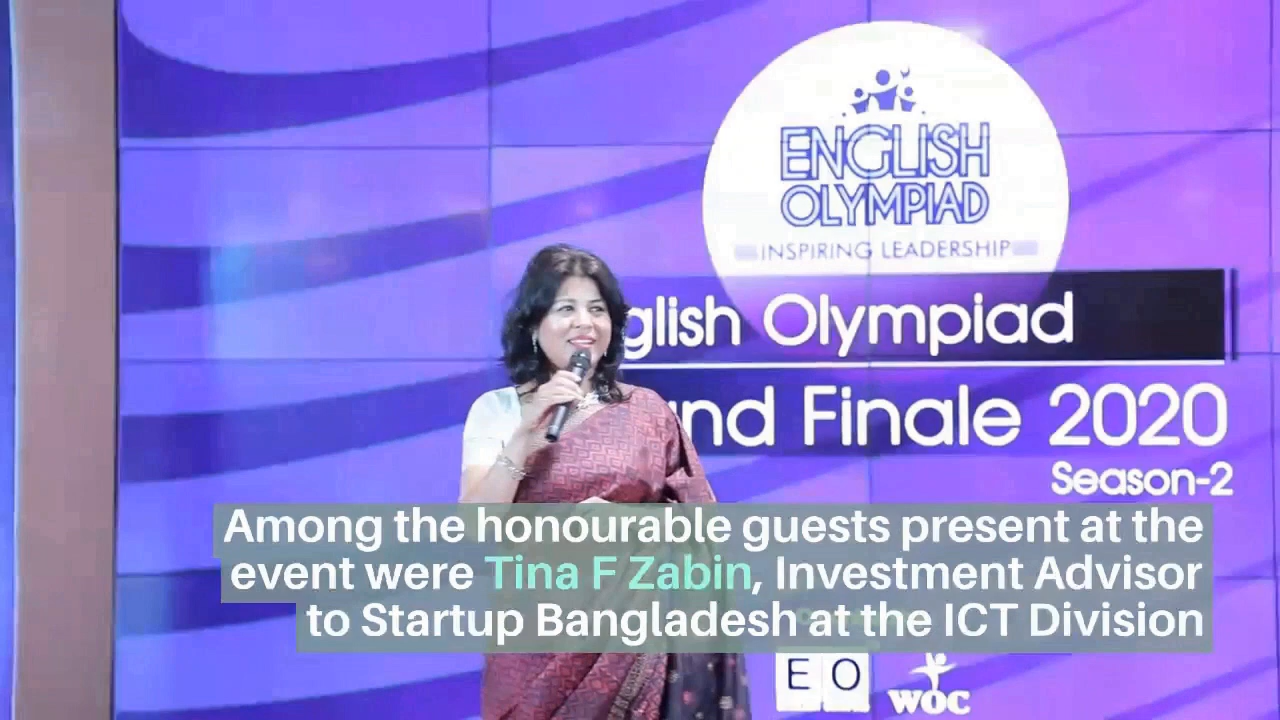 ENGLISH
OLYMPIAD
INSPIRING LEADERSHIP
glish Olympiad
nd Finale 2020
Season-2
Among the honourable guests present at the
event were Tina F Zabin, Investment Advisor
to Startup Bangladesh at the ICT Division
E O
WOC